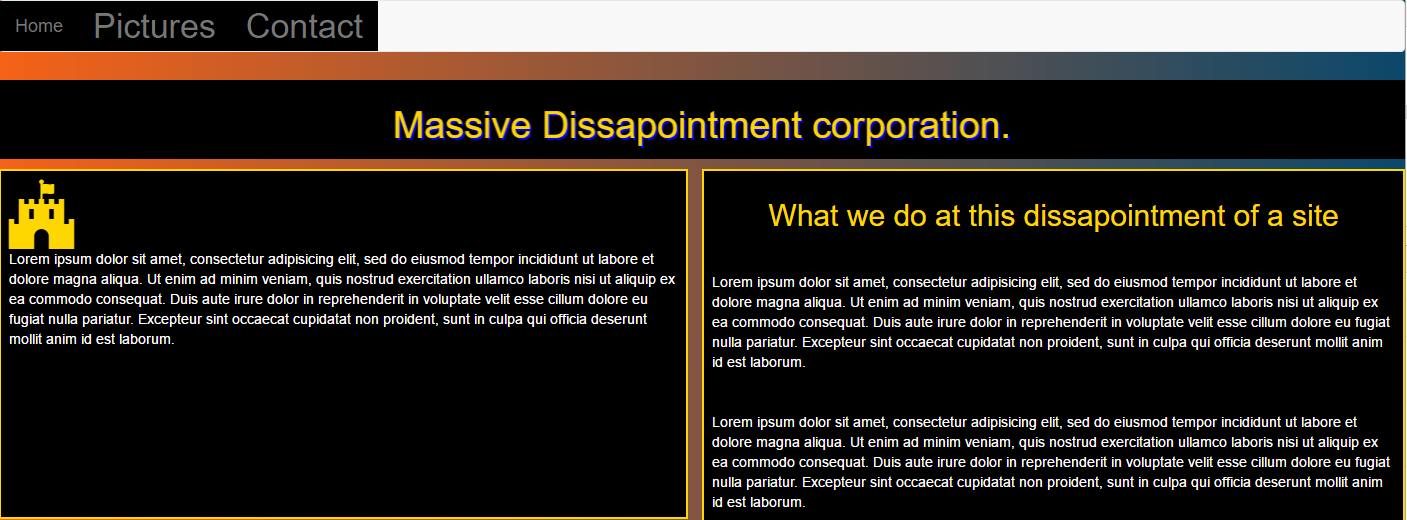 Home Pictures Contact
Massive Dissapointment corporation.
Lorem ipsum dolor sit amet, consectetur adipisicing elit, sed do eiusmod tempor incididunt ut labore et
dolore magna aliqua. Ut enim ad minim veniam, quis nostrud exercitation ullamco laboris nisi ut aliquip ex
ea commodo consequat. Duis aute irure dolor in reprehenderit in voluptate velit esse cillum dolore eu
fugiat nulla pariatur. Excepteur sint occaecat cupidatat non proident, sunt in culpa qui officia deserunt
mollit anim id est laborum.
What we do at this dissapointment of a site
Lorem ipsum dolor sit amet, consectetur adipisicing elit, sed do eiusmod tempor incididunt ut labore et
dolore magna aliqua. Ut enim ad minim veniam, quis nostrud exercitation ullamco laboris nisi ut aliquip ex
ea commodo consequat. Duis aute irure dolor in reprehenderit in voluptate velit esse cillum dolore eu fugiat
nulla pariatur. Excepteur sint occaecat cupidatat non proident, sunt in culpa qui officia deserunt mollit anim
id est laborum.
Lorem ipsum dolor sit amet, consectetur adipisicing elit, sed do eiusmod tempor incididunt ut labore et
dolore magna aliqua. Ut enim ad minim veniam, quis nostrud exercitation ullamco laboris nisi ut aliquip ex
ea commodo consequat. Duis aute irure dolor in reprehenderit in voluptate velit esse cillum dolore eu fugiat
nulla pariatur. Excepteur sint occaecat cupidatat non proident, sunt in culpa qui officia deserunt mollit anim
id est laborum.